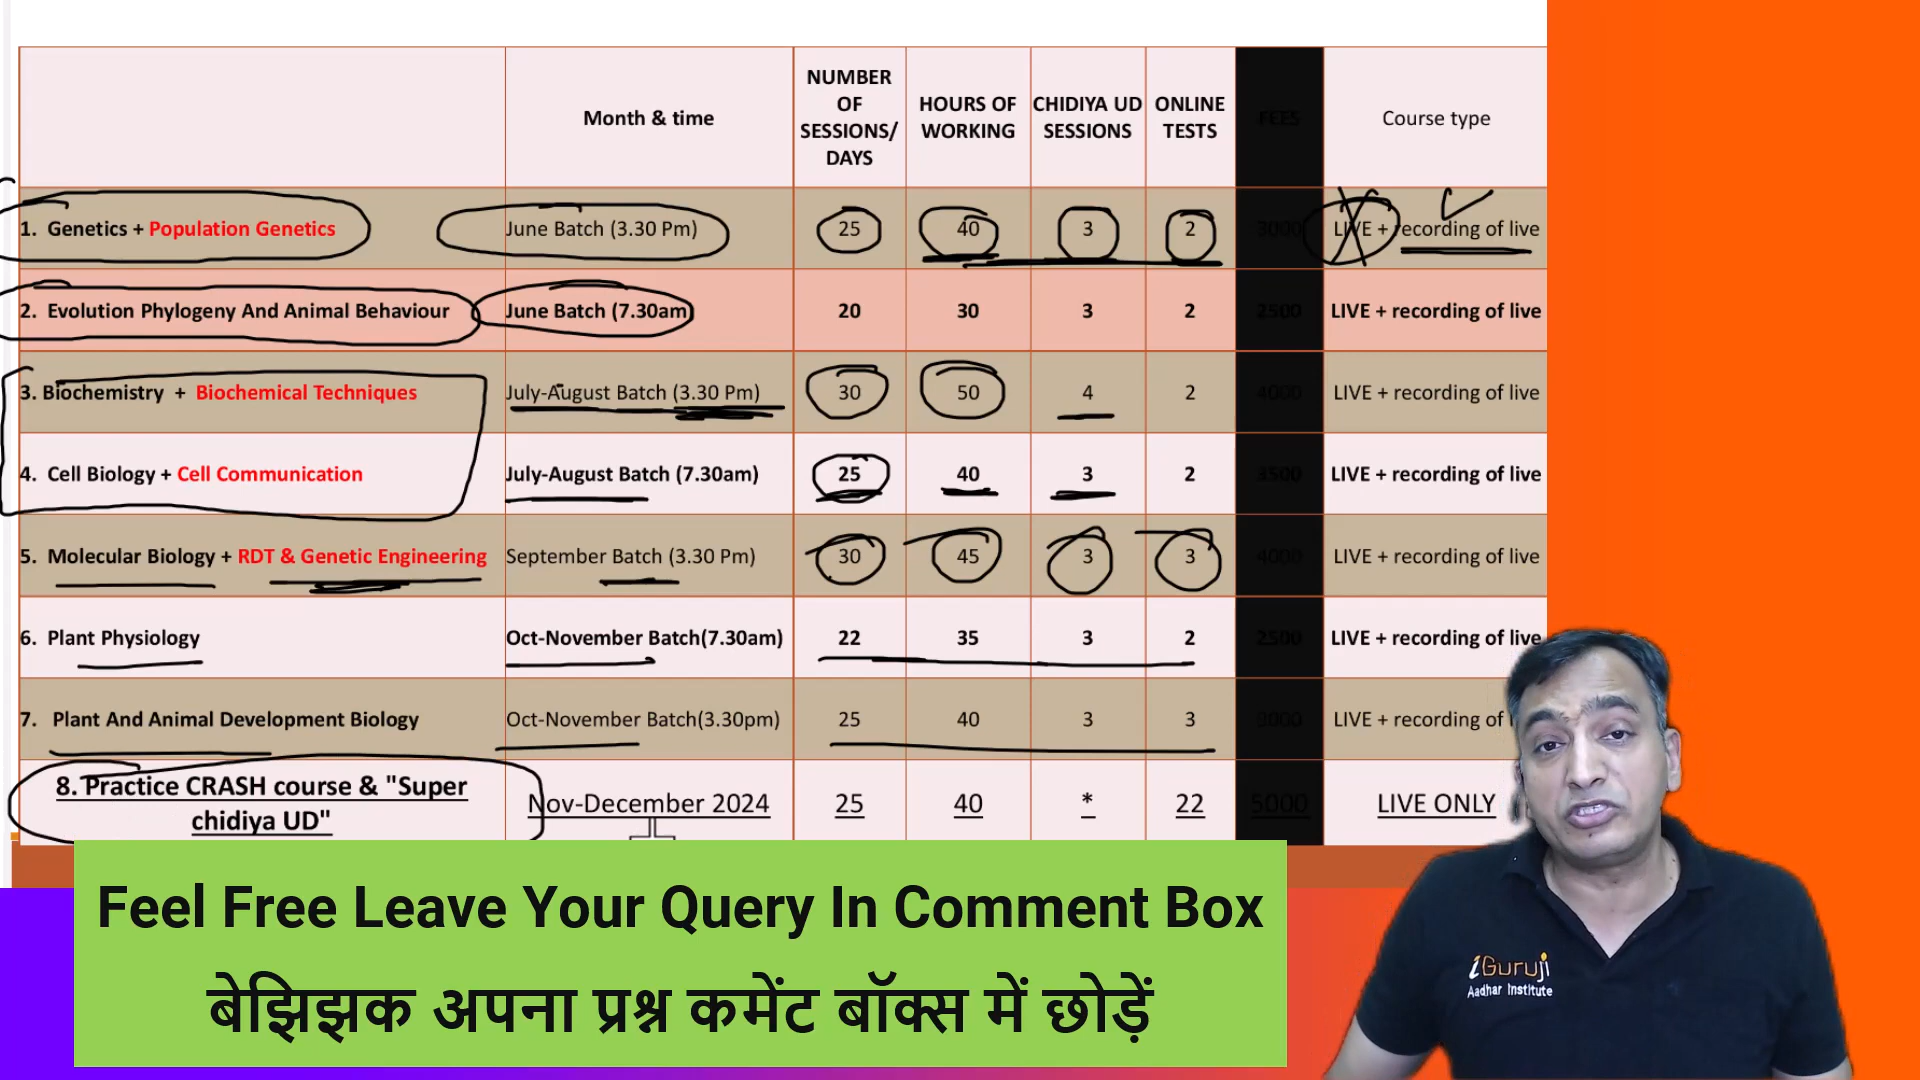 Month & time
NUMBER
OF
SESSIONS/
DAYS
HOURS OF
WORKING
CHIDIYA UD
SESSIONS
ONLINE
TESTS
FEES
Course type
1. Genetics + Population Genetics June Batch (3.30 Pm) 25 40 3 2 3000 LIVE + recording of live
2. Evolution Phylogeny And Animal Behaviour June Batch (7.30am) 20 30 3 2 2500 LIVE + recording of live
3. Biochemistry + Biochemical Techniques July-August Batch (3.30 Pm) 30 50 4 2 4000 LIVE + recording of live
4. Cell Biology + Cell Communication July-August Batch (7.30am) 25 40 3 2 3500 LIVE + recording of live
5. Molecular Biology + RDT & Genetic Engineering September Batch (3.30 Pm) 30 45 3 3 4000 LIVE + recording of live
6. Plant Physiology Oct-November Batch(7.30am) 22 35 3 2 2500 LIVE + recording of live
7. Plant And Animal Development Biology Oct-November Batch(3.30pm) 25 40 3 3 3000 LIVE + recording of
8. Practice CRASH course & "Super
chidiya UD"
Nov-December 2024 25 40 * 22 5000 LIVE ONLY
Feel Free Leave Your Query In Comment Box
बेझिझक अपना प्रश्न कमेंट बॉक्स में छोड़ें
iGuruji
Aadhar Institute